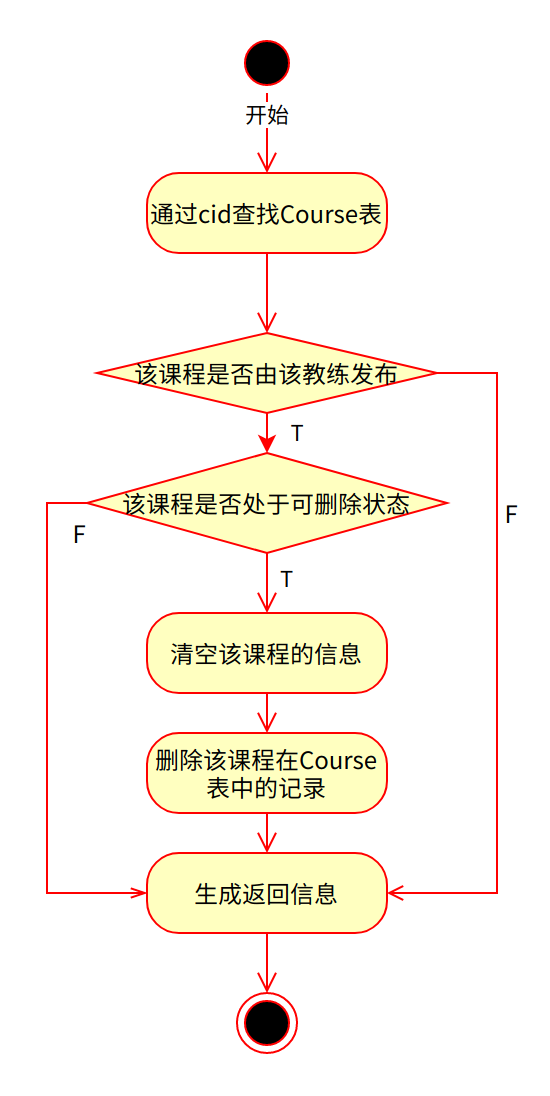 开始
通过cid查找Course表
该课程是否由该教练发布
T
该课程是否处于可删除状态
F
F
T
清空该课程的信息
删除该课程在Course
表中的记录
生成返回信息